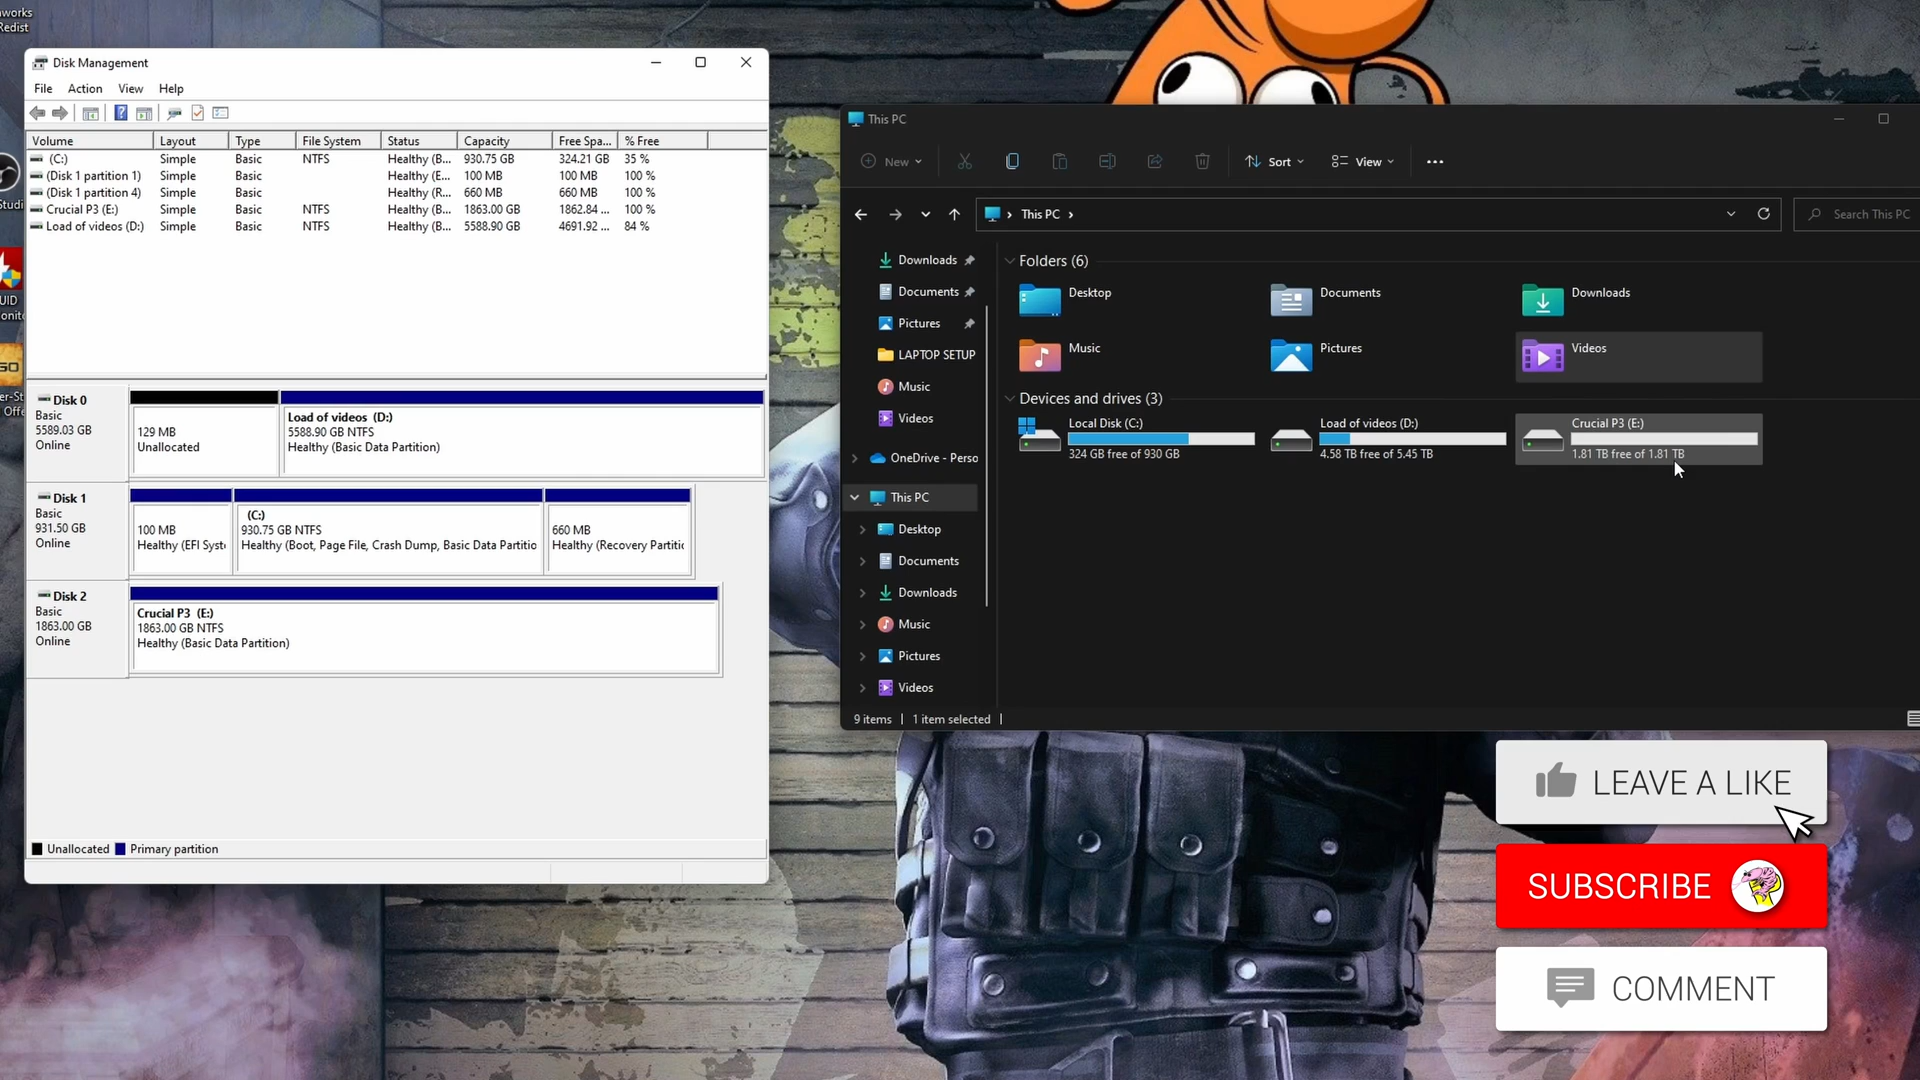 works
Redist
Studi
UID
onito
GO
er-St
Offe
Disk Management
File Action View Help
Volume Layout Type File System Status Capacity Free Spa... % Free
(C:) Simple Basic NTFS Healthy (B... 930.75 GB 324.21 GB 35 %
(Disk 1 partition 1) Simple Basic Healthy (E... 100 MB 100 MB 100 %
(Disk 1 partition 4) Simple Basic Healthy (R... 660 MB 660 MB 100 %
Crucial P3 (E:) Simple Basic NTFS Healthy (B... 1863.00 GB 1862.84 ... 100 %
Load of videos (D:) Simple Basic NTFS Healthy (B... 5588.90 GB 4691.92 ... 84 %
Disk 0
Basic
5589.03 GB
Online
129 MB
Unallocated
Load of videos (D:)
5588.90 GB NTFS
Healthy (Basic Data Partition)
Disk 1
Basic
931.50 GB
Online
100 MB
Healthy (EFI Syst
(C:)
930.75 GB NTFS
Healthy (Boot, Page File, Crash Dump, Basic Data Partitio
660 MB
Healthy (Recovery Partitic
Disk 2
Basic
1863.00 GB
Online
Crucial P3 (E:)
1863.00 GB NTFS
Healthy (Basic Data Partition)
Unallocated Primary partition
This PC
New Sort View ...
This PC Search This PC
Downloads
Documents
Pictures
LAPTOP SETUP
Music
Videos
OneDrive - Perso
This PC
Desktop
Documents
Downloads
Music
Pictures
Videos
Folders (6)
Desktop Documents Downloads
Music Pictures Videos
Devices and drives (3)
Local Disk (C:)
324 GB free of 930 GB
Load of videos (D:)
4.58 TB free of 5.45 TB
Crucial P3 (E:)
1.81 TB free of 1.81 TB
9 items 1 item selected
LEAVE A LIKE
SUBSCRIBE
COMMENT